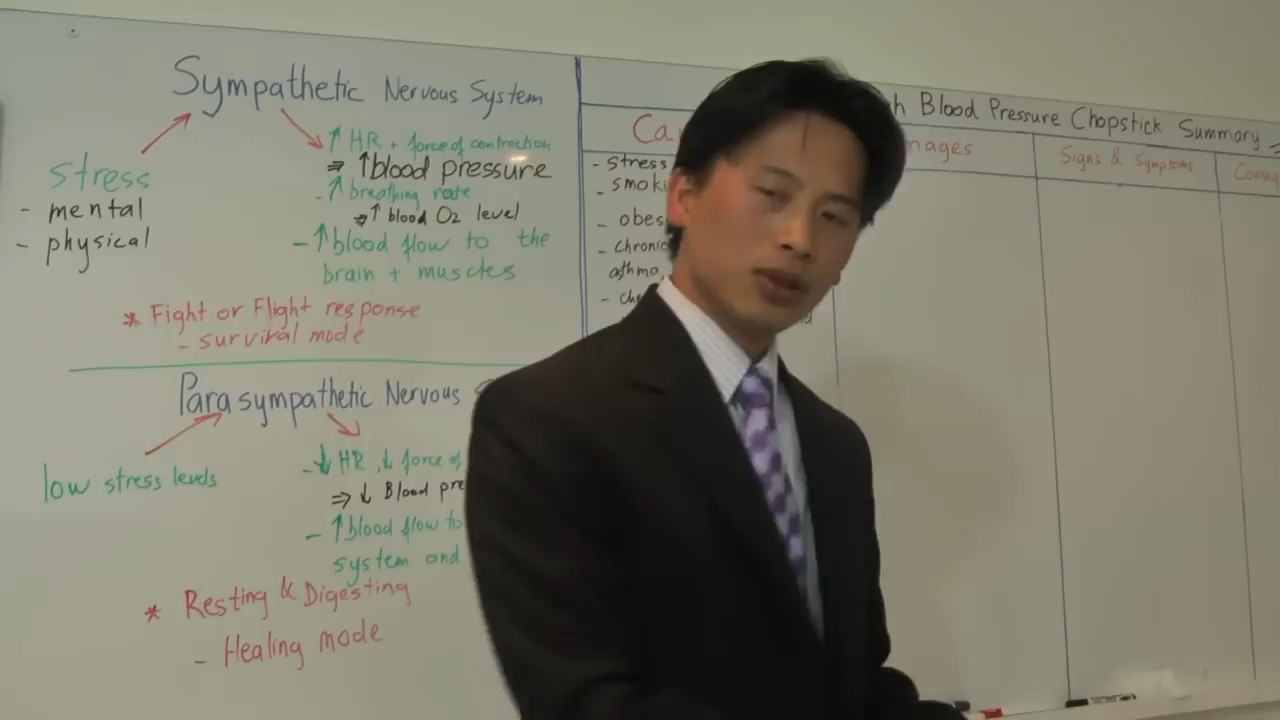 Sympathetic Nervous System
stress
- mental
- physical
↑ HR + force of contraction
⇒ ↑blood pressure
- ↑ breathing rate
⇒ ↑ blood O2 level
- ↑blood flow to the
brain + muscles
* Fight or Flight response
- survival mode
Parasympathetic Nervous
low stress levels
- ↓ HR, ↓ force of
⇒ ↓ Blood pre
- ↑ blood flow to
system and
* Resting & Digesting
- Healing mode
Blood Pressure Chopstick Summary
Ca
- stress
- smoki
- obes
- chronic
asthma,
- che
mages
Signs & Symptoms
Conseq